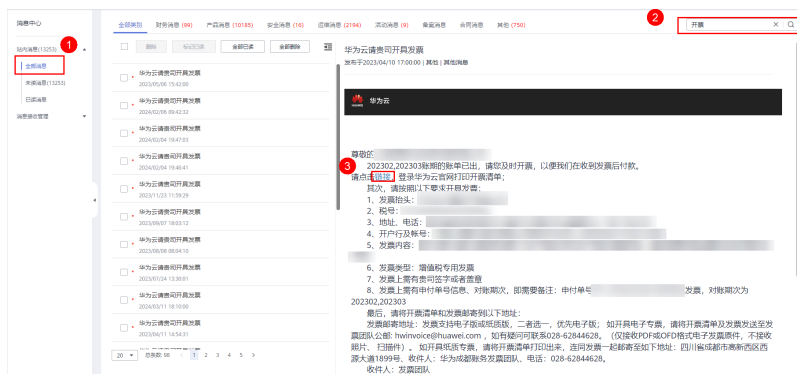 消息中心
站内消息(13253)
1
全部消息
未读消息(13253)
已读消息
消息接收管理
全部类别 财务消息 (89) 产品消息 (10185) 安全消息 (16) 运维消息 (2194) 活动消息 (9) 备案消息 合同消息 其他 (750)
2
开票
删除 标记已读 全部已读 全部删除
华为云请贵司开具发票
2023/05/06 15:42:00
华为云请贵司开具发票
2024/02/06 09:42:32
华为云请贵司开具发票
2024/02/04 19:47:03
华为云请贵司开具发票
2024/02/04 19:46:41
华为云请贵司开具发票
2023/11/23 11:59:29
华为云请贵司开具发票
2023/09/07 18:03:12
华为云请贵司开具发票
2023/08/08 08:04:10
华为云请贵司开具发票
2023/07/24 13:30:01
华为云请贵司开具发票
2024/03/11 18:10:00
华为云请贵司开具发票
2023/04/11 14:54:31
20 总条数: 98 1 2 3 4 5
华为云请贵司开具发票
发布于2023/04/10 17:00:00 | 其他 | 其他消息
HUAWEI 华为云
尊敬的
3
202302,202303账期的账单已出，请您及时开票，以便我们在收到发票后付款。
请点击链接，登录华为云官网打印开票清单；
其次，请按照以下要求开具发票：
1、发票抬头：
2、税号：
3、地址、电话：
4、开户行及帐号：
5、发票内容：
6、发票类型：增值税专用发票
7、发票上需有贵司签字或者盖章
8、发票上需有申付单号信息、对账期次，即需要备注：申付单号 发票，对账期次为
202302,202303
最后，请将开票清单和发票邮寄到以下地址：
发票邮寄地址：发票支持电子版或纸质版，二者选一，优先电子版； 如开具电子专票，请将开票清单及发票发送至发
票团队公邮: hwinvoice@huawei.com ，如有疑问可联系028-62844628。 （仅接收PDF或OFD格式电子发票原件，不接收
照片、 扫描件）。 如开具纸质专票，请将开票清单打印出来，连同发票一起邮寄至如下地址：四川省成都市高新西区西
源大道1899号、收件人：华为成都账务发票团队、电话：028-62844628。
收件人：发票团队